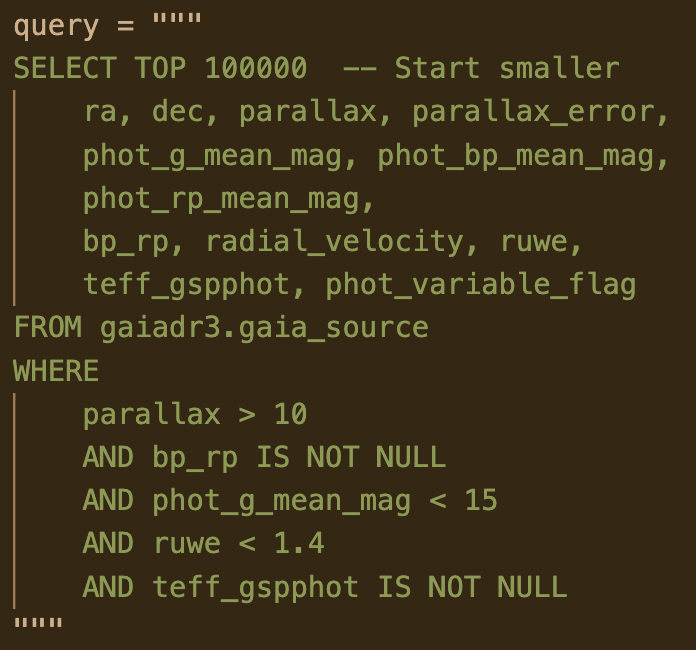 query = """
SELECT TOP 100000  -- Start smaller
    ra, dec, parallax, parallax_error,
    phot_g_mean_mag, phot_bp_mean_mag,
    phot_rp_mean_mag,
    bp_rp, radial_velocity, ruwe,
    teff_gspphot, phot_variable_flag
FROM gaiadr3.gaia_source
WHERE
    parallax > 10
    AND bp_rp IS NOT NULL
    AND phot_g_mean_mag < 15
    AND ruwe < 1.4
    AND teff_gspphot IS NOT NULL
"""